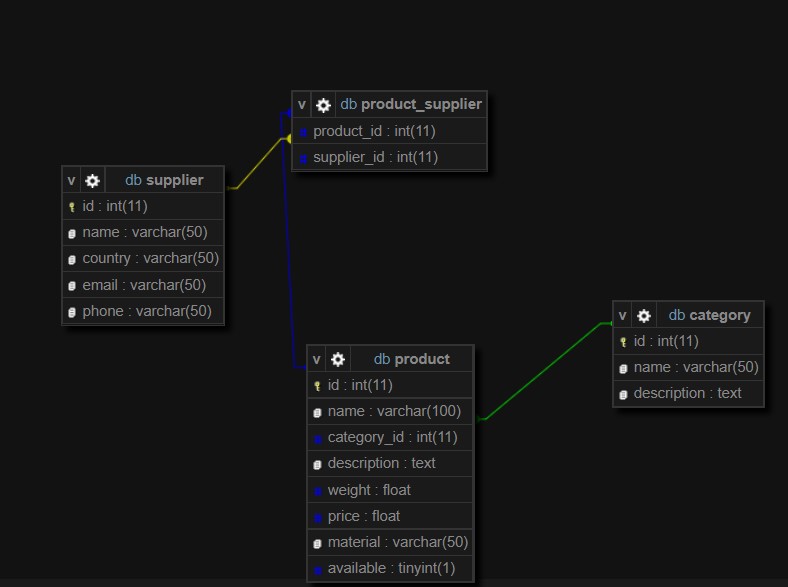 v db product_supplier
product_id : int(11)
supplier_id : int(11)
v db supplier
id : int(11)
name : varchar(50)
country : varchar(50)
email : varchar(50)
phone : varchar(50)
v db category
id : int(11)
name : varchar(50)
description : text
v db product
id : int(11)
name : varchar(100)
category_id : int(11)
description : text
weight : float
price : float
material : varchar(50)
available : tinyint(1)